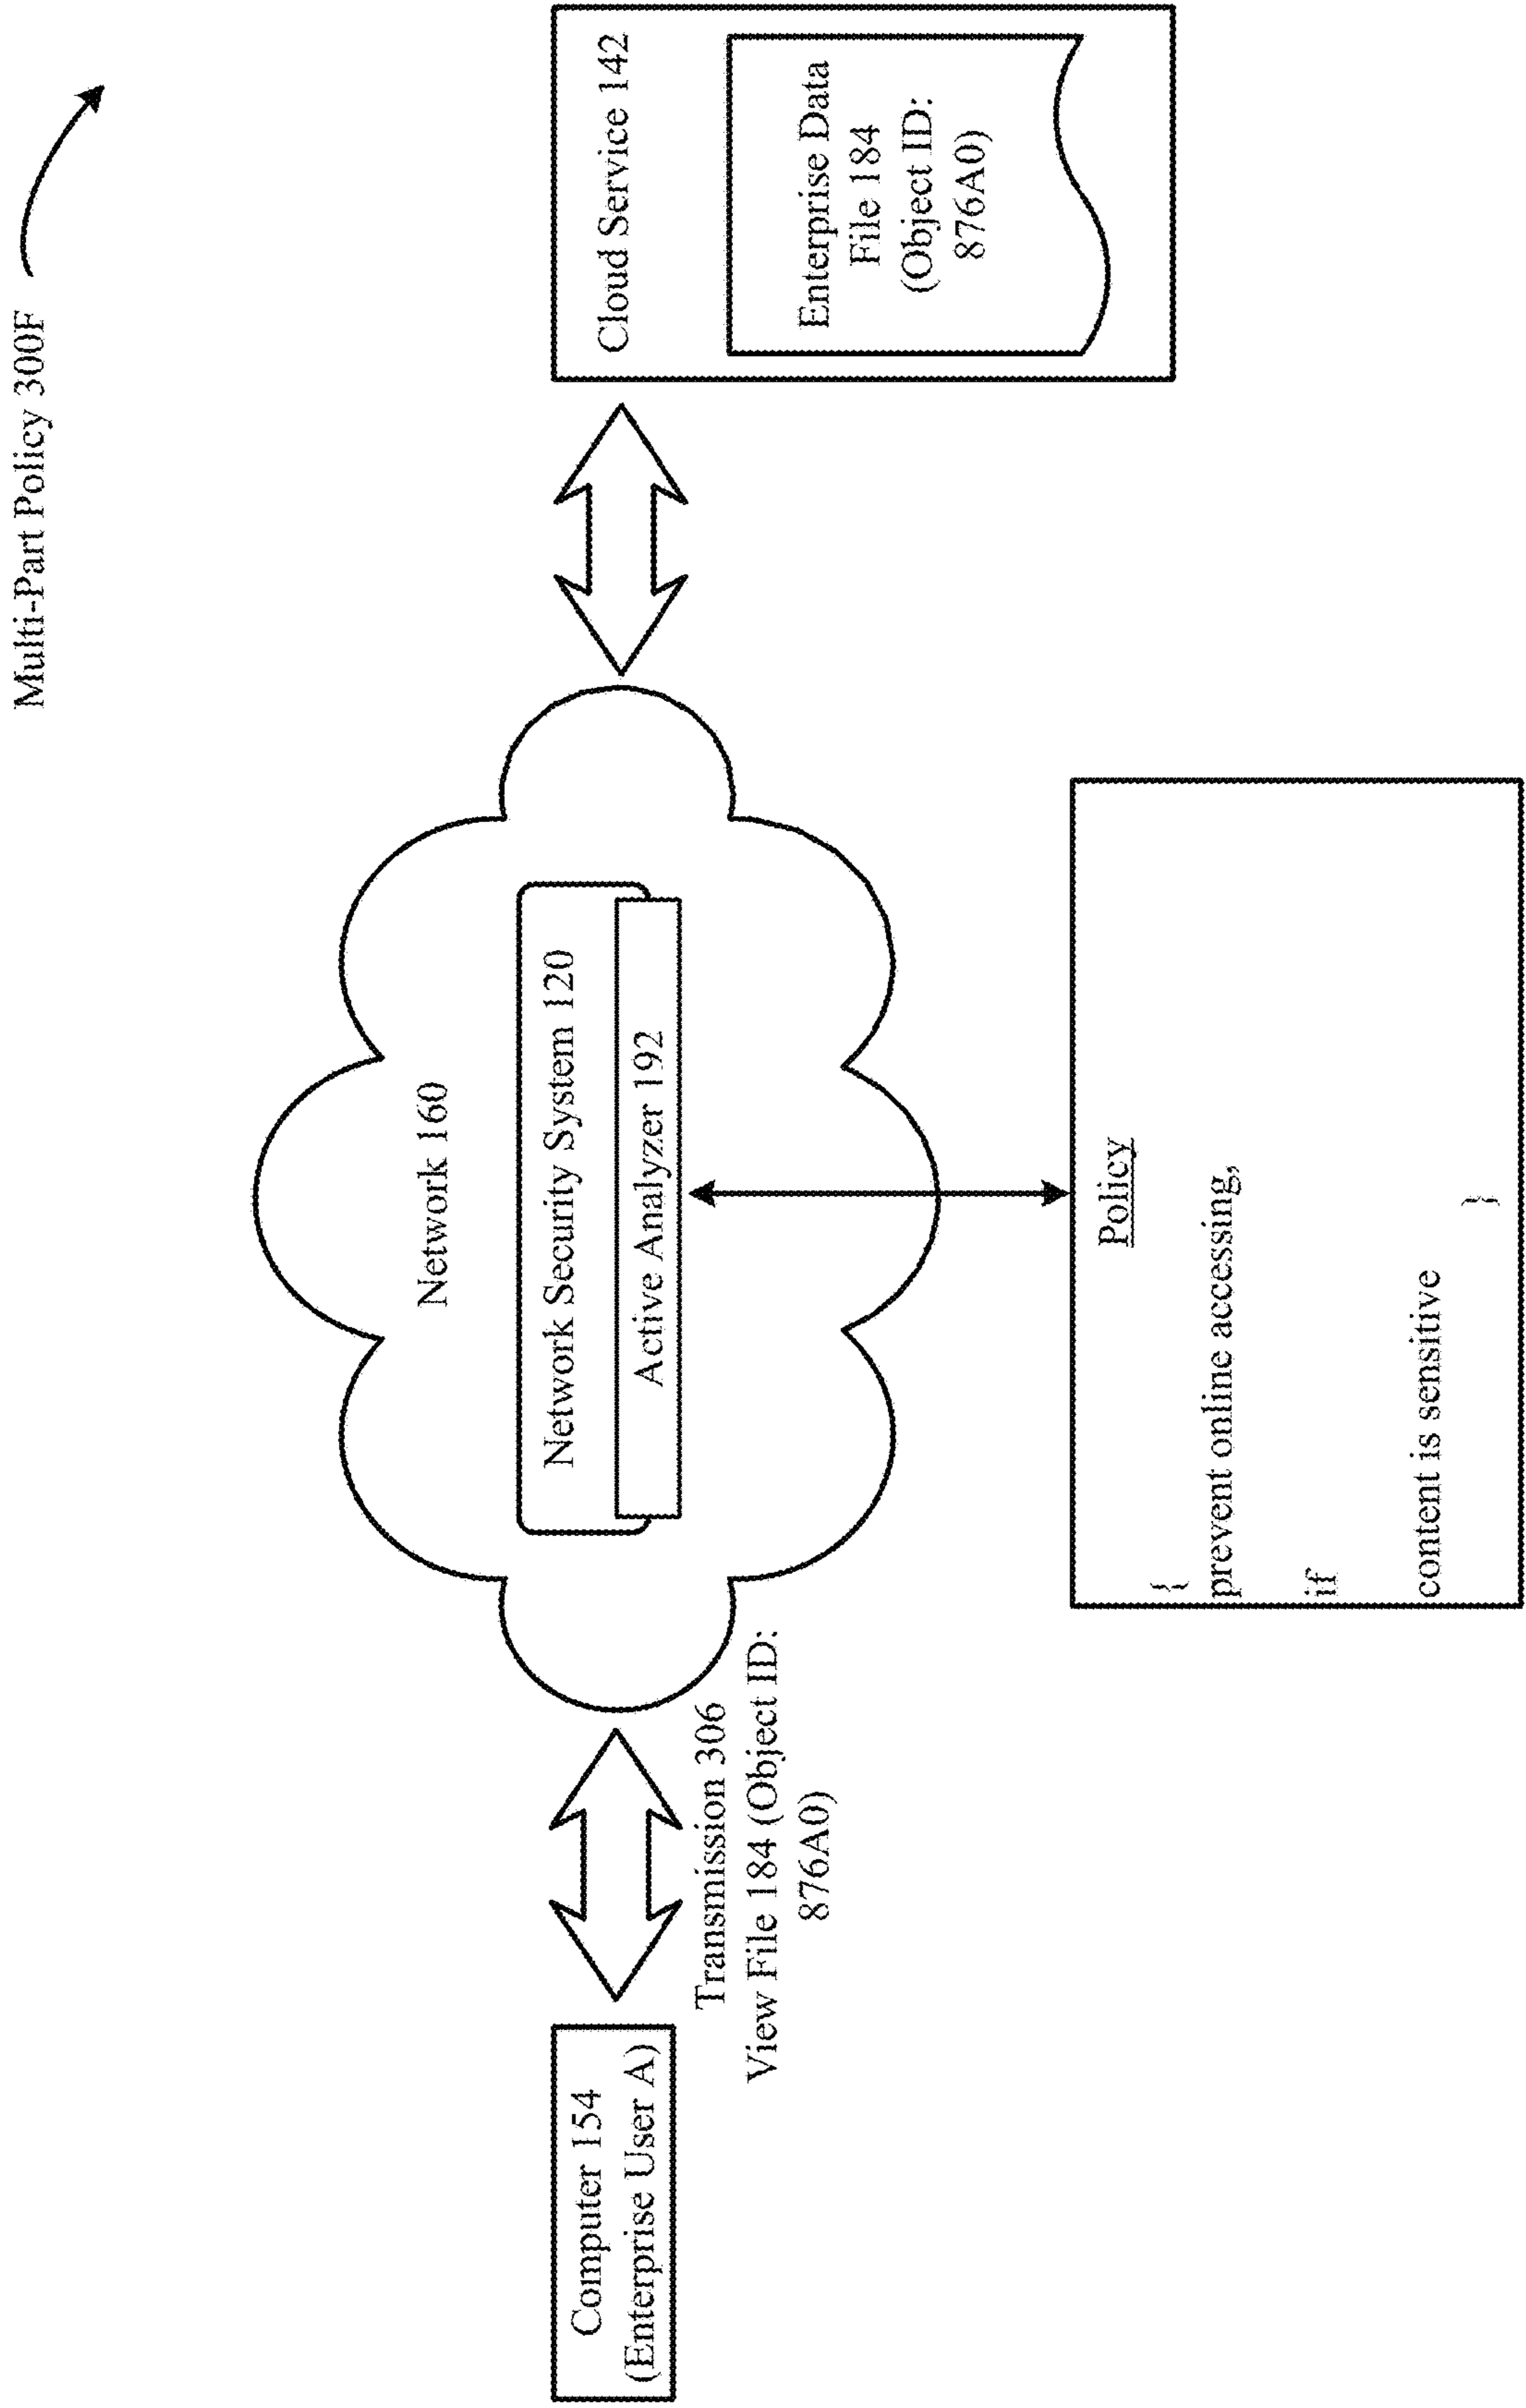 Multi-Part Policy 300F
Computer 154
(Enterprise User A)
Transmission 306
View File 184 (Object ID:
876A0)
Network 160
Network Security System 120
Active Analyzer 192
Cloud Service 142
Enterprise Data
File 184
(Object ID:
876A0)
Policy
{
prevent online accessing,
if
content is sensitive
}